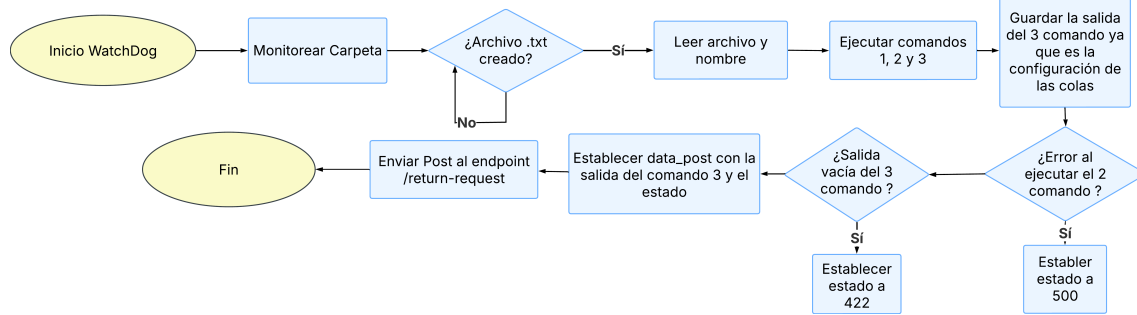 Inicio WatchDog
Monitorear Carpeta
¿Archivo .txt
creado?
No
Sí
Leer archivo y
nombre
Ejecutar comandos
1, 2 y 3
Guardar la salida
del 3 comando ya
que es la
configuración de
las colas
¿Error al
ejecutar el 2
comando ?
Sí
Establer
estado a
500
¿Salida
vacía del 3
comando ?
Sí
Establecer
estado a
422
Establecer data_post con la
salida del comando 3 y el
estado
Enviar Post al endpoint
/return-request
Fin